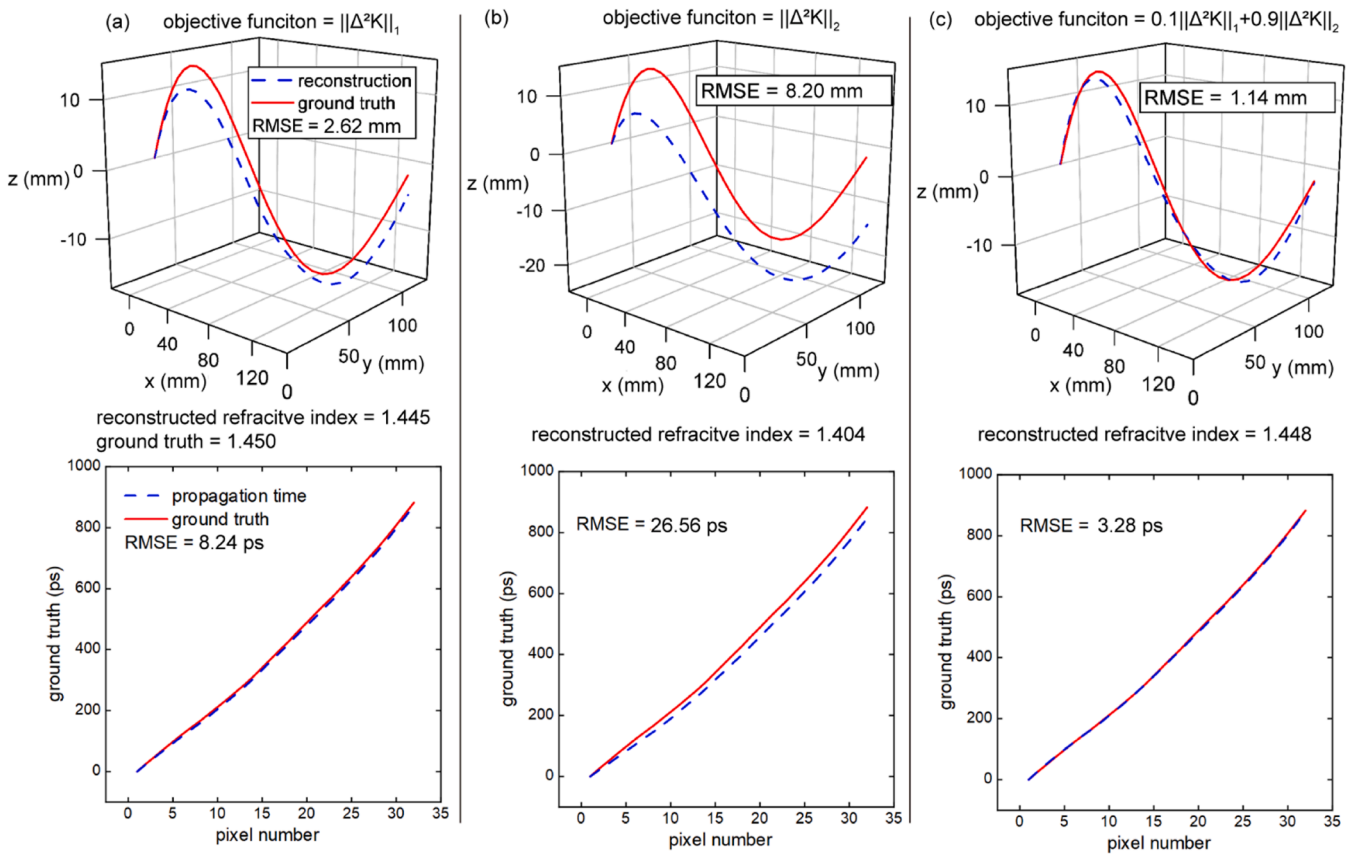 (a)
objective funciton = ||Δ²K||₁
reconstruction
ground truth
RMSE = 2.62 mm
10
0
-10
z (mm)
0
40
80
120
x (mm)
0
50
100
y (mm)
reconstructed refracitve index = 1.445
ground truth = 1.450
1000
800
600
400
200
0
ground truth (ps)
propagation time
ground truth
RMSE = 8.24 ps
0 5 10 15 20 25 30 35
pixel number
(b)
objective funciton = ||Δ²K||₂
RMSE = 8.20 mm
10
0
-10
-20
z (mm)
0
40
80
120
x (mm)
0
50
100
y (mm)
reconstructed refracitve index = 1.404
1000
800
600
400
200
0
ground truth (ps)
RMSE = 26.56 ps
0 5 10 15 20 25 30 35
pixel number
(c)
objective funciton = 0.1||Δ²K||₁+0.9||Δ²K||₂
RMSE = 1.14 mm
10
0
-10
z (mm)
0
40
80
120
x (mm)
0
50
100
y (mm)
reconstructed refracitve index = 1.448
1000
800
600
400
200
0
ground truth (ps)
RMSE = 3.28 ps
0 5 10 15 20 25 30 35
pixel number